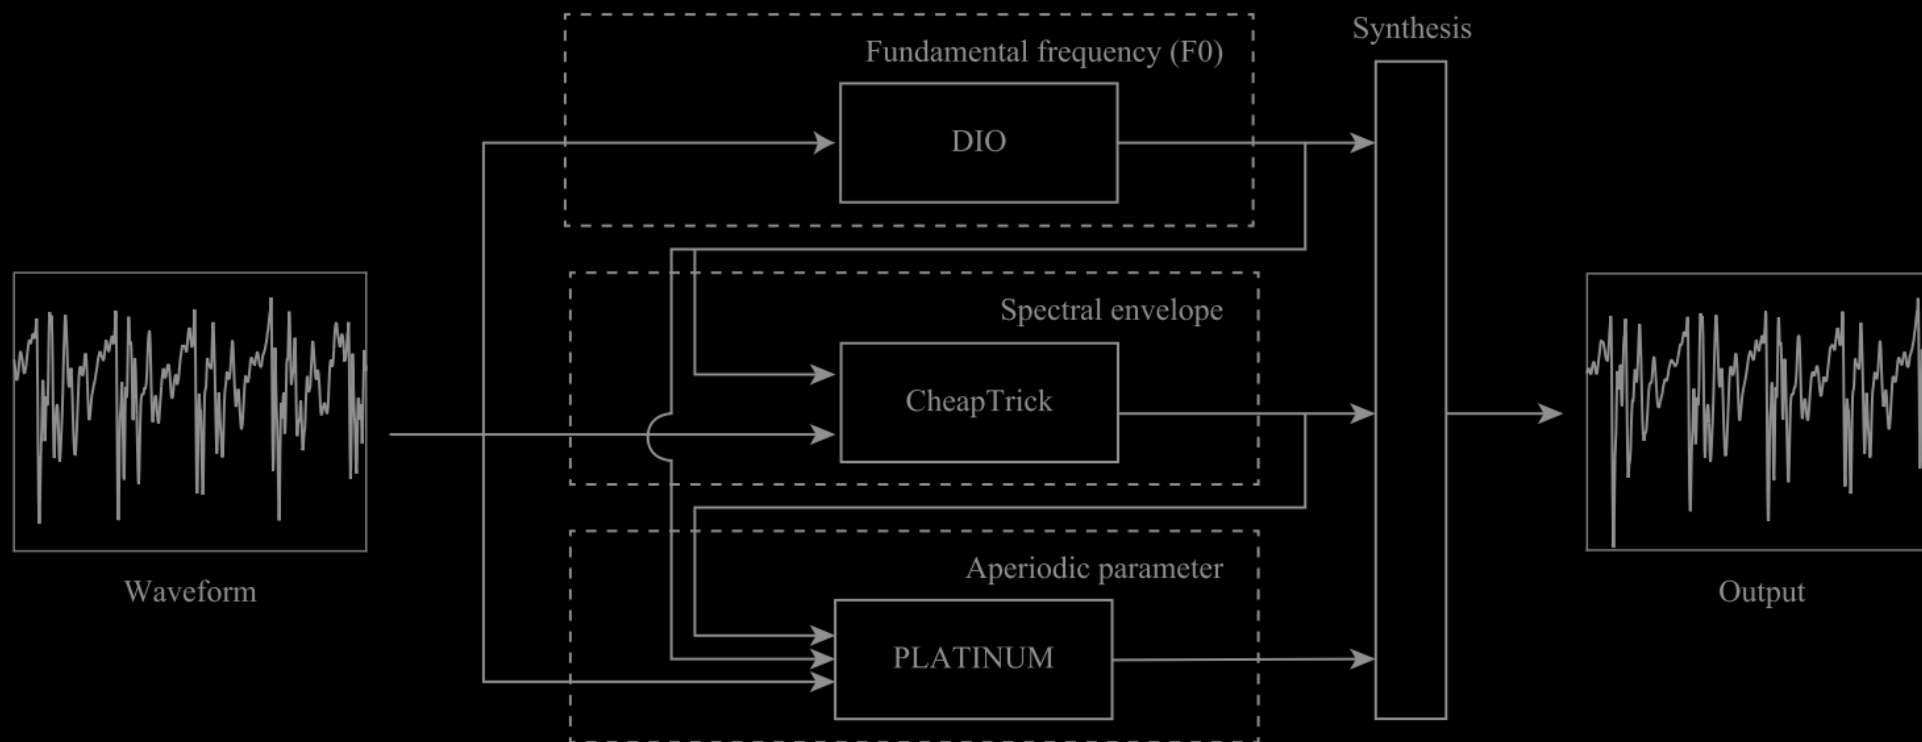 Synthesis
Fundamental frequency (F0)
DIO
Spectral envelope
CheapTrick
Aperiodic parameter
PLATINUM
Waveform
Output